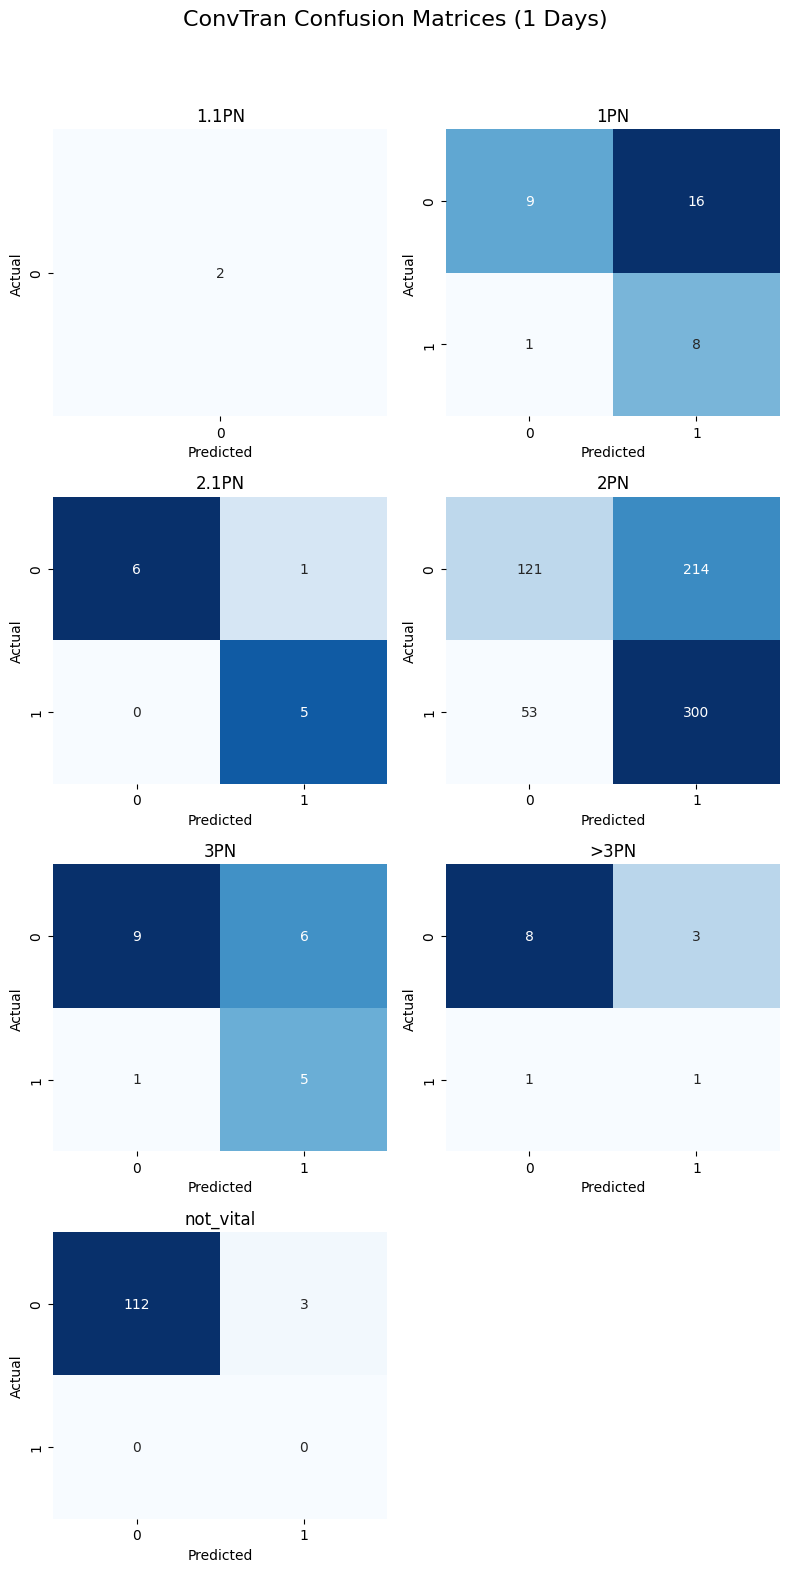 ConvTran Confusion Matrices (1 Days)
1.1PN
1PN
Actual
0
2
0
Predicted
Actual
0
9
16
1
1
8
0
1
Predicted
2.1PN
2PN
Actual
0
6
1
1
0
5
0
1
Predicted
Actual
0
121
214
1
53
300
0
1
Predicted
3PN
>3PN
Actual
0
9
6
1
1
5
0
1
Predicted
Actual
0
8
3
1
1
1
0
1
Predicted
not_vital
Actual
0
112
3
1
0
0
0
1
Predicted